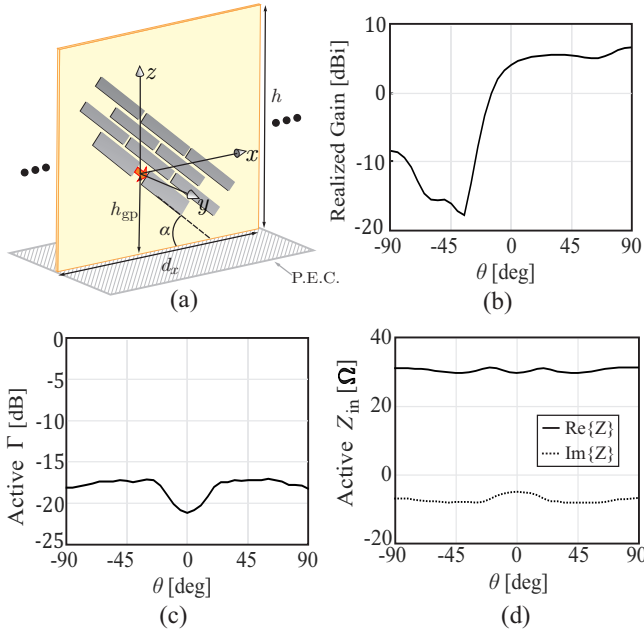 z
h
x
h_gp
y
α
d_x
P.E.C.
(a)
Realized Gain [dBi]
0
-10
-20
-90 -45 0 45 90
θ [deg]
(b)
Active Γ [dB]
0
-5
-10
-15
-20
-25
-90 -45 0 45 90
θ [deg]
(c)
Active Z_in [Ω]
40
20
0
-20
Re{Z}
Im{Z}
-90 -45 0 45 90
θ [deg]
(d)